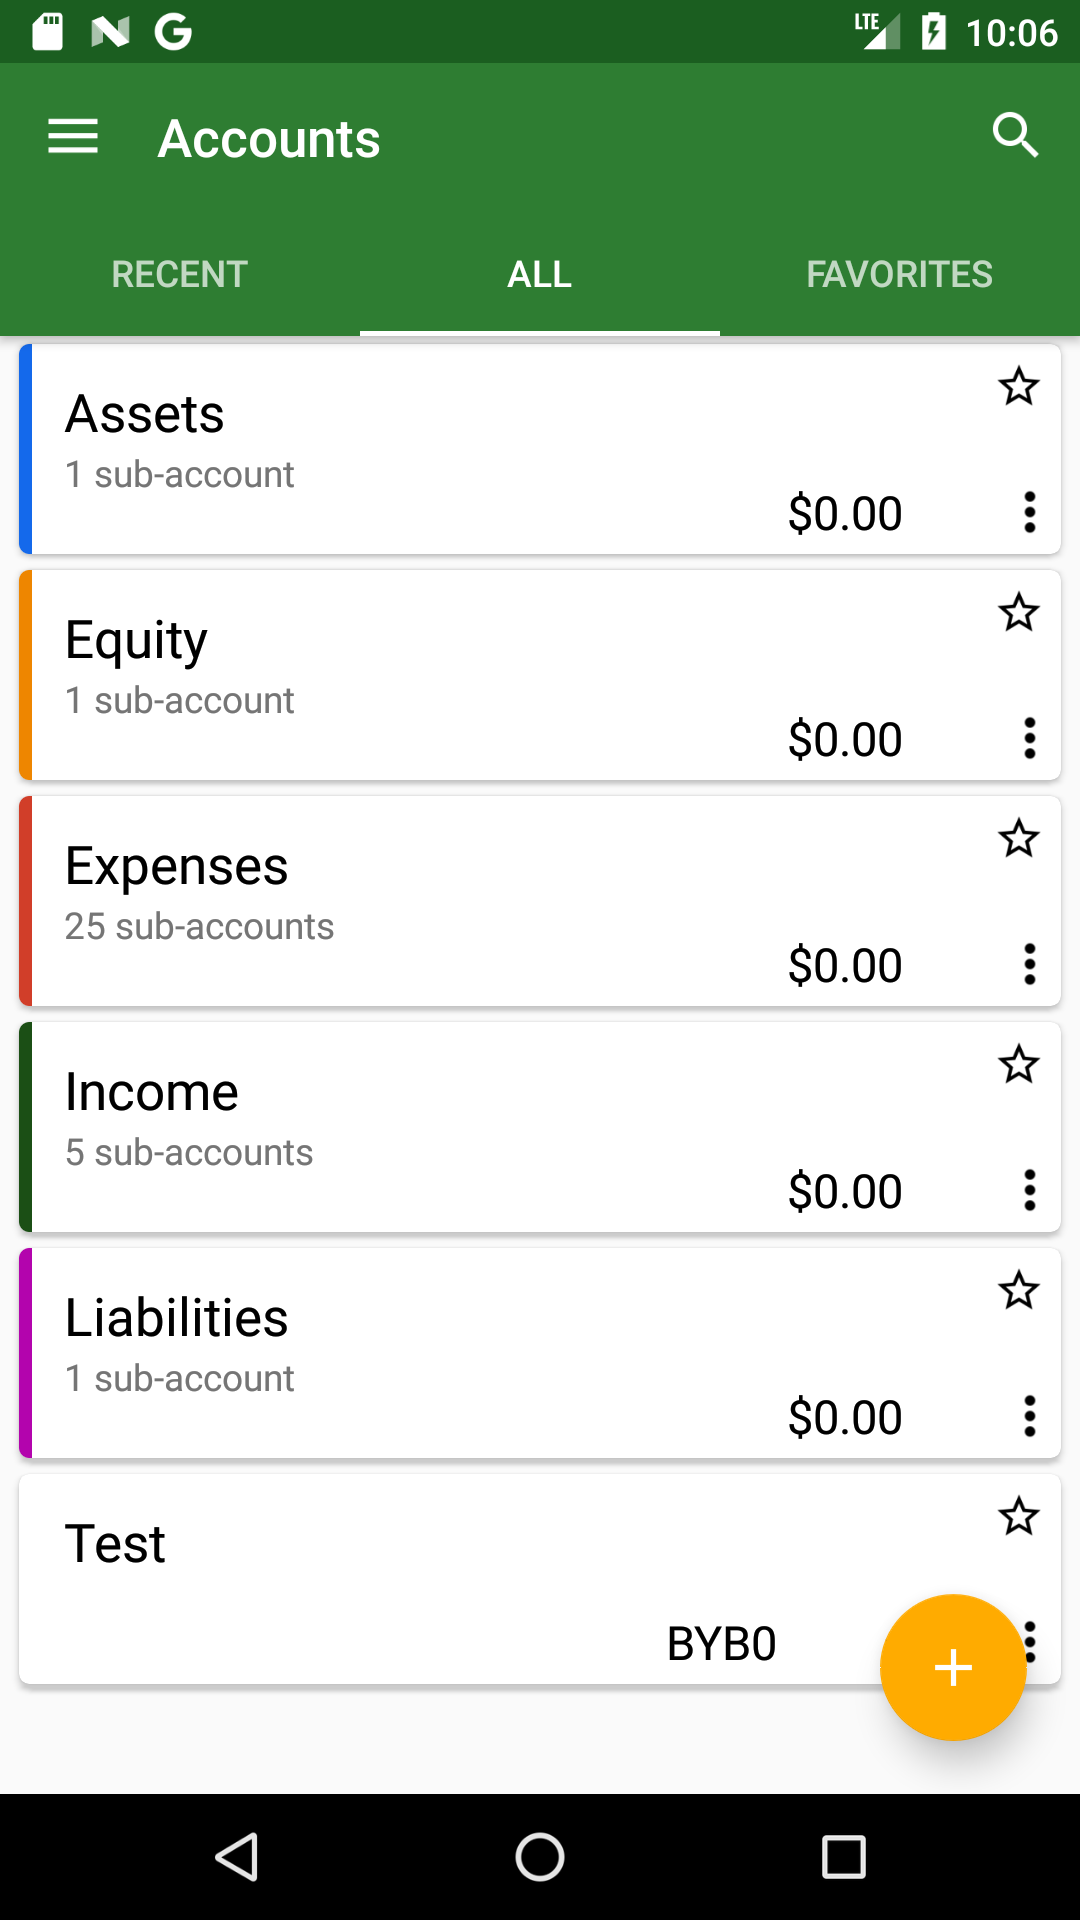 LTE 10:06
Accounts
RECENT ALL FAVORITES
Assets
1 sub-account
$0.00
Equity
1 sub-account
$0.00
Expenses
25 sub-accounts
$0.00
Income
5 sub-accounts
$0.00
Liabilities
1 sub-account
$0.00
Test
BYB0